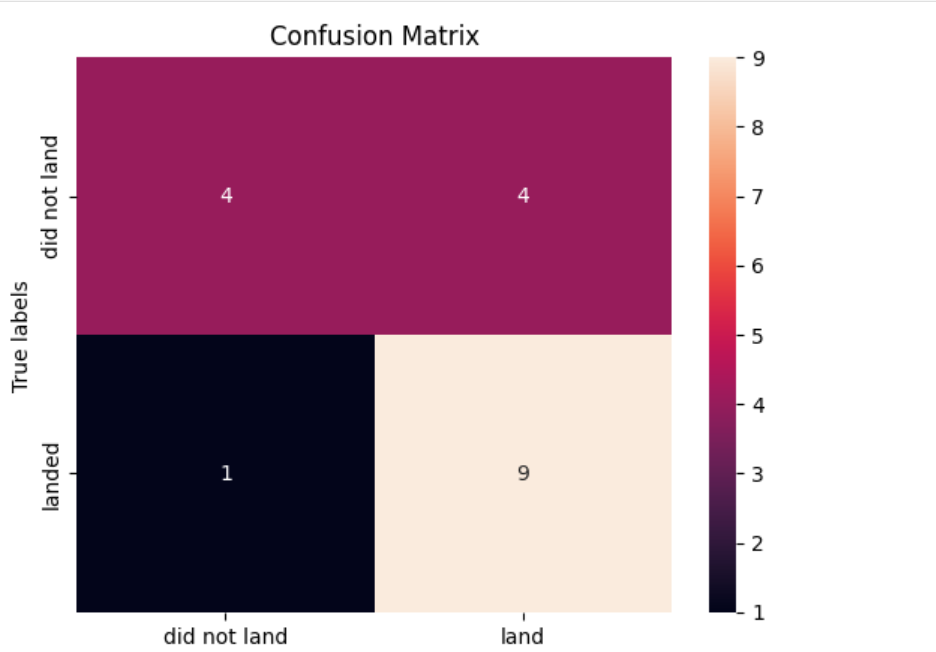 Confusion Matrix
True labels
did not land
landed
4
4
1
9
did not land
land
9
8
7
6
5
4
3
2
1